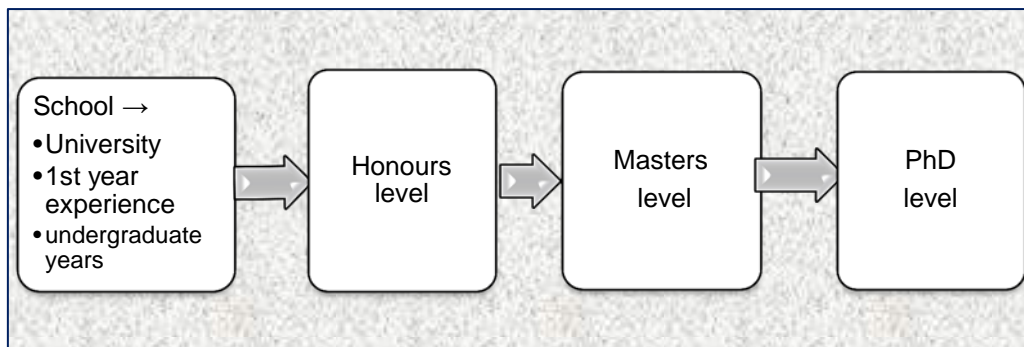 School →
•University
•1st year
experience
•undergraduate
years
Honours
level
Masters
level
PhD
level